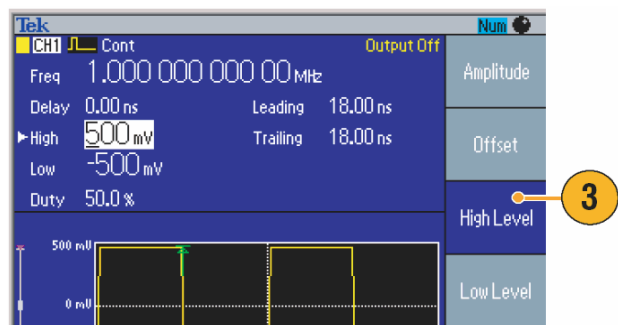 Tek Num
CH1 Cont Output Off
Freq 1.000 000 000 00 MHz
Amplitude
Delay 0.00 ns Leading 18.00 ns
High 500 mV Trailing 18.00 ns
Offset
Low -500 mV
Duty 50.0 %
High Level
3
500 mV
Low Level
0 mV